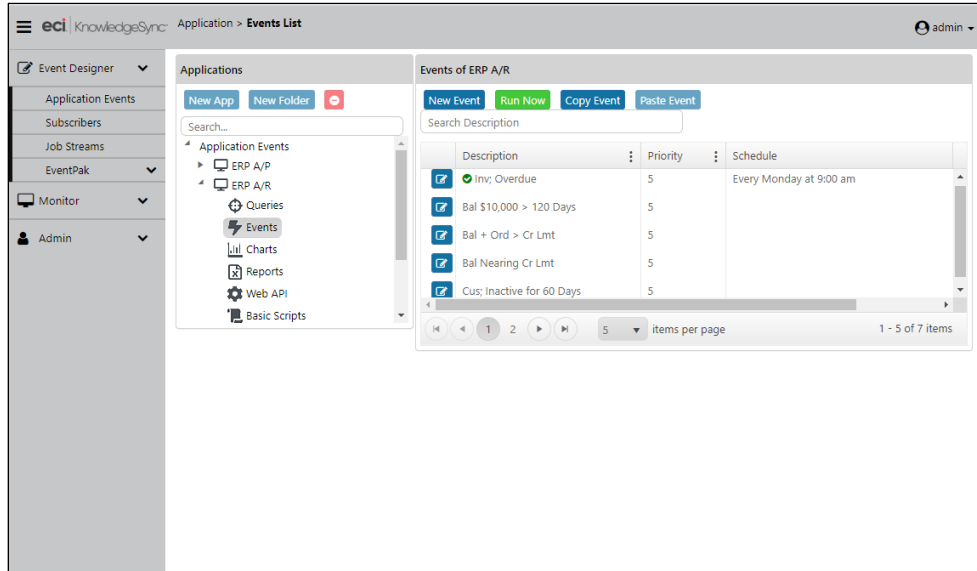 eci KnowledgeSync
Application > Events List
admin
Event Designer
Application Events
Subscribers
Job Streams
EventPak
Monitor
Admin
Applications
New App New Folder
Search...
Application Events
ERP A/P
ERP A/R
Queries
Events
Charts
Reports
Web API
Basic Scripts
Events of ERP A/R
New Event Run Now Copy Event Paste Event
Search Description
Description Priority Schedule
Inv; Overdue 5 Every Monday at 9:00 am
Bal $10,000 > 120 Days 5
Bal + Ord > Cr Lmt 5
Bal Nearing Cr Lmt 5
Cus; Inactive for 60 Days 5
1 2 5 items per page 1 - 5 of 7 items